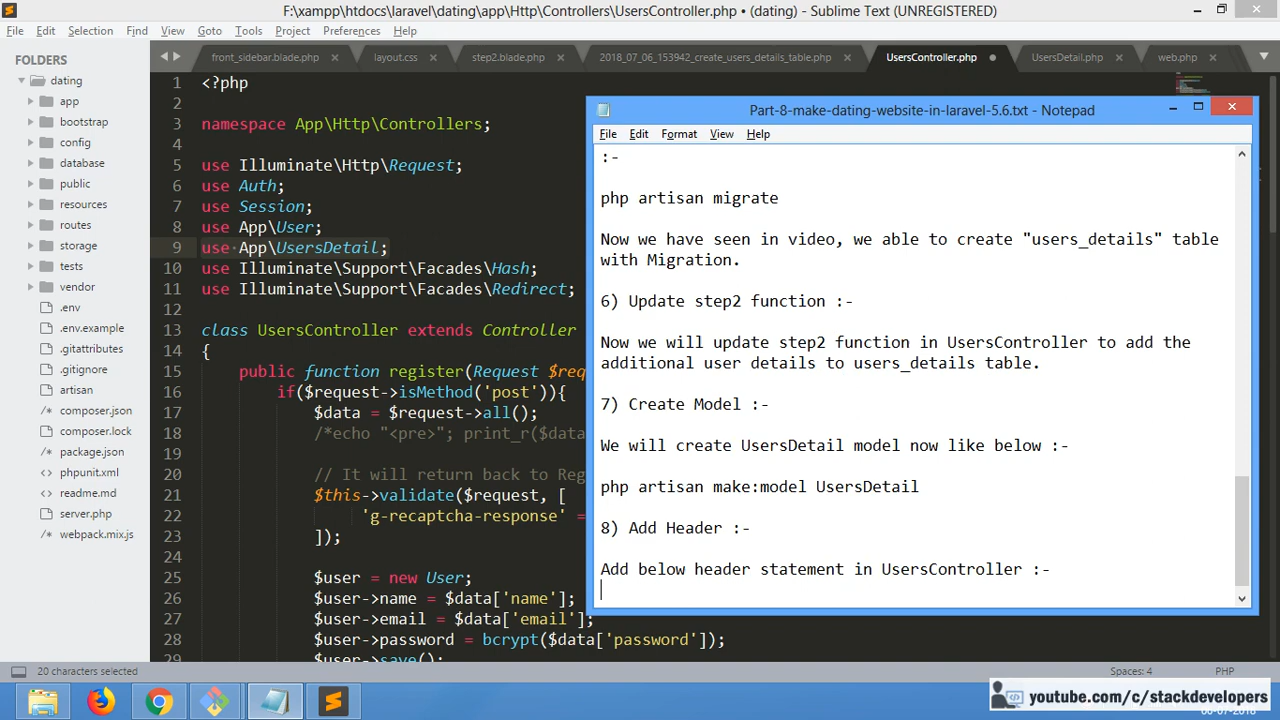 F:\xampp\htdocs\laravel\dating\app\Http\Controllers\UsersController.php • (dating) - Sublime Text (UNREGISTERED)
File Edit Selection Find View Goto Tools Project Preferences Help
FOLDERS
dating
app
bootstrap
config
database
public
resources
routes
storage
tests
vendor
.env
.env.example
.gitattributes
.gitignore
artisan
composer.json
composer.lock
package.json
phpunit.xml
readme.md
server.php
webpack.mix.js
front_sidebar.blade.php layout.css step2.blade.php 2018_07_06_153942_create_users_details_table.php UsersController.php UsersDetail.php web.php
1 <?php
2
3 namespace App\Http\Controllers;
4
5 use Illuminate\Http\Request;
6 use Auth;
7 use Session;
8 use App\User;
9 use App\UsersDetail;
10 use Illuminate\Support\Facades\Hash;
11 use Illuminate\Support\Facades\Redirect;
12
13 class UsersController extends Controller
14 {
15 public function register(Request $req
16 if($request->isMethod('post')){
17 $data = $request->all();
18 /*echo "<pre>"; print_r($data
19
20 // It will return back to Reg
21 $this->validate($request, [
22 'g-recaptcha-response' =
23 ]);
24
25 $user = new User;
26 $user->name = $data['name'];
27 $user->email = $data['email'];
28 $user->password = bcrypt($data['password']);
29 $user->save();
Part-8-make-dating-website-in-laravel-5.6.txt - Notepad
File Edit Format View Help
:-
php artisan migrate
Now we have seen in video, we able to create "users_details" table
with Migration.
6) Update step2 function :-
Now we will update step2 function in UsersController to add the
additional user details to users_details table.
7) Create Model :-
We will create UsersDetail model now like below :-
php artisan make:model UsersDetail
8) Add Header :-
Add below header statement in UsersController :-
20 characters selected
Spaces: 4 PHP
youtube.com/c/stackdevelopers